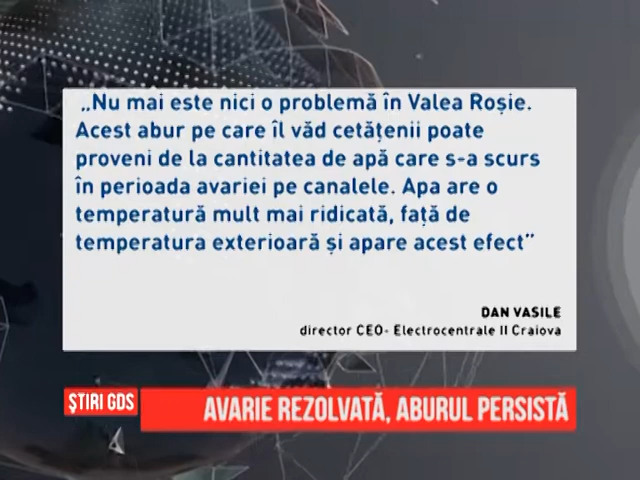 „Nu mai este nici o problemă în Valea Roșie.
Acest abur pe care îl văd cetățenii poate
proveni de la cantitatea de apă care s-a scurs
în perioada avariei pe canalele. Apa are o
temperatură mult mai ridicată, față de
temperatura exterioară și apare acest efect”
DAN VASILE
director CEO- Electrocentrale II Craiova
ŞTIRI GDS
AVARIE REZOLVATĂ, ABURUL PERSISTĂ